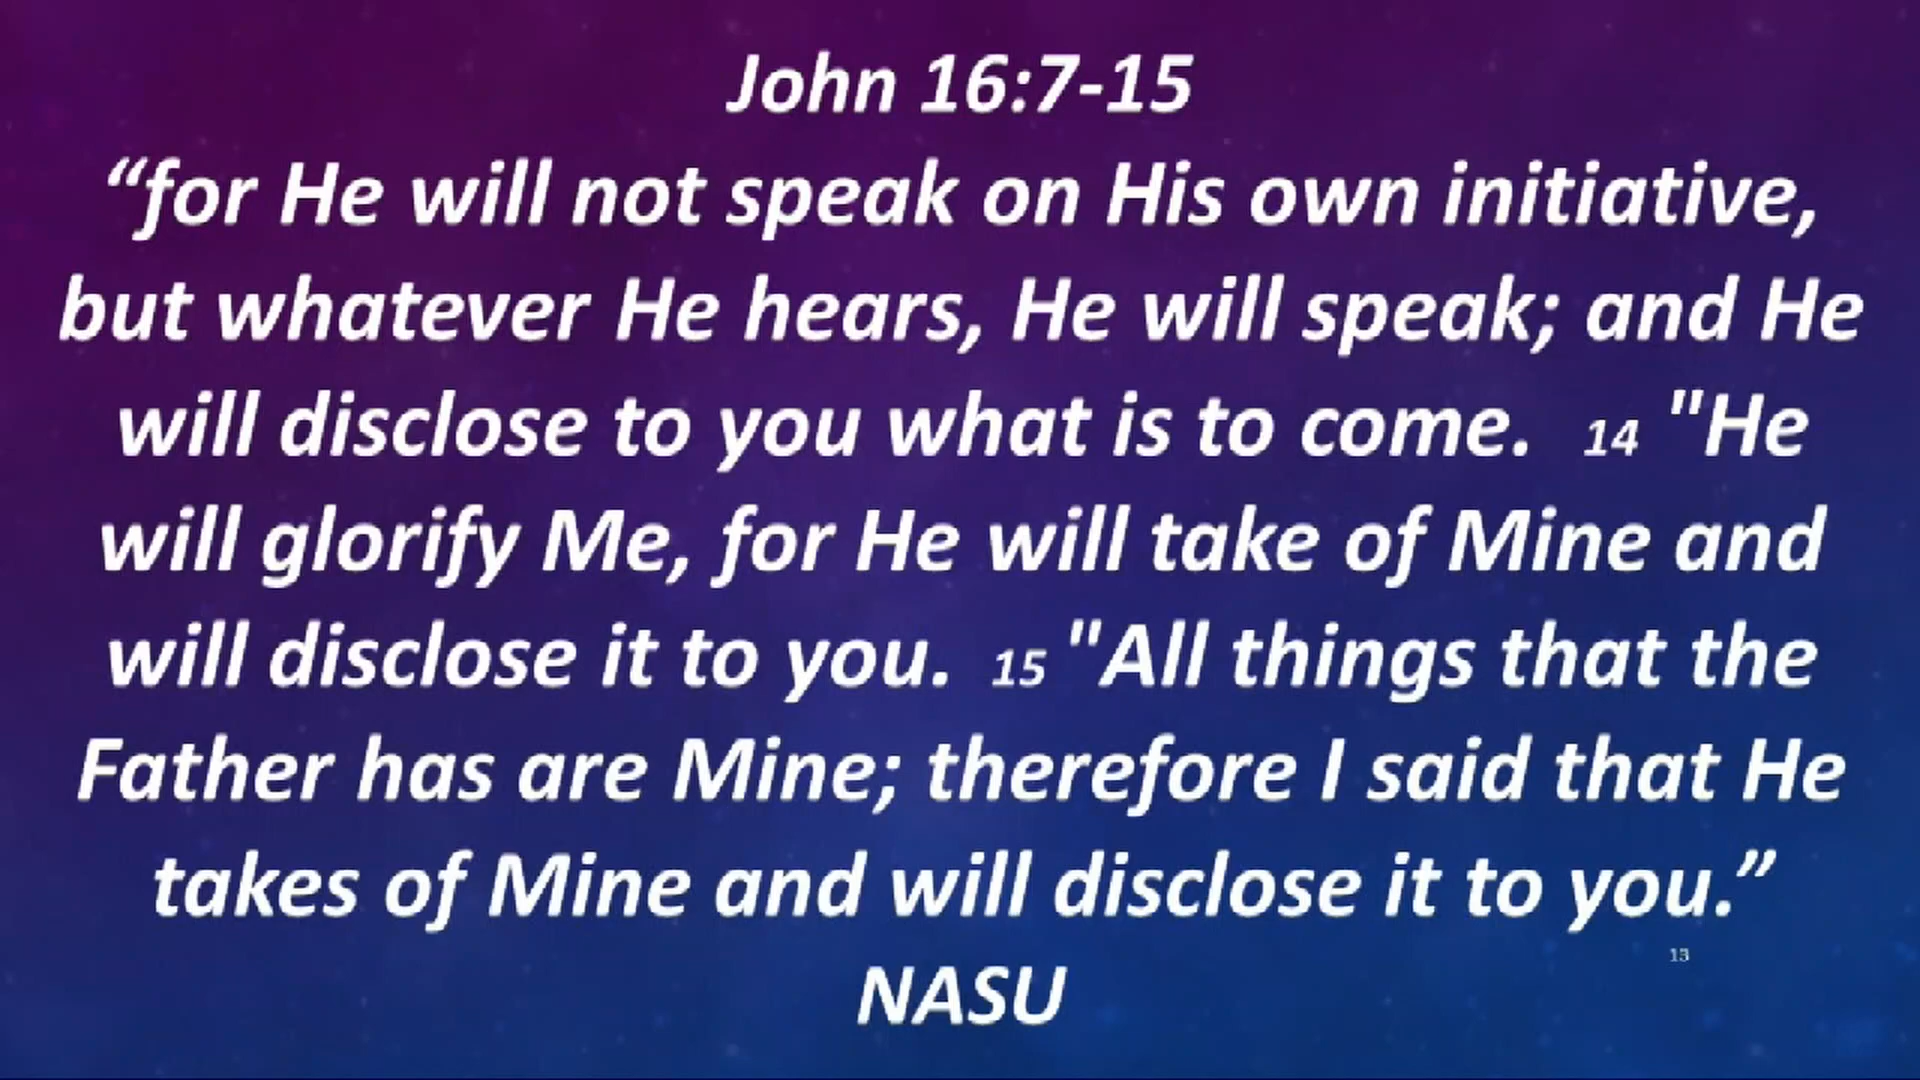 John 16:7-15
“for He will not speak on His own initiative,
but whatever He hears, He will speak; and He
will disclose to you what is to come. 14 "He
will glorify Me, for He will take of Mine and
will disclose it to you. 15 "All things that the
Father has are Mine; therefore I said that He
takes of Mine and will disclose it to you.”
13
NASU